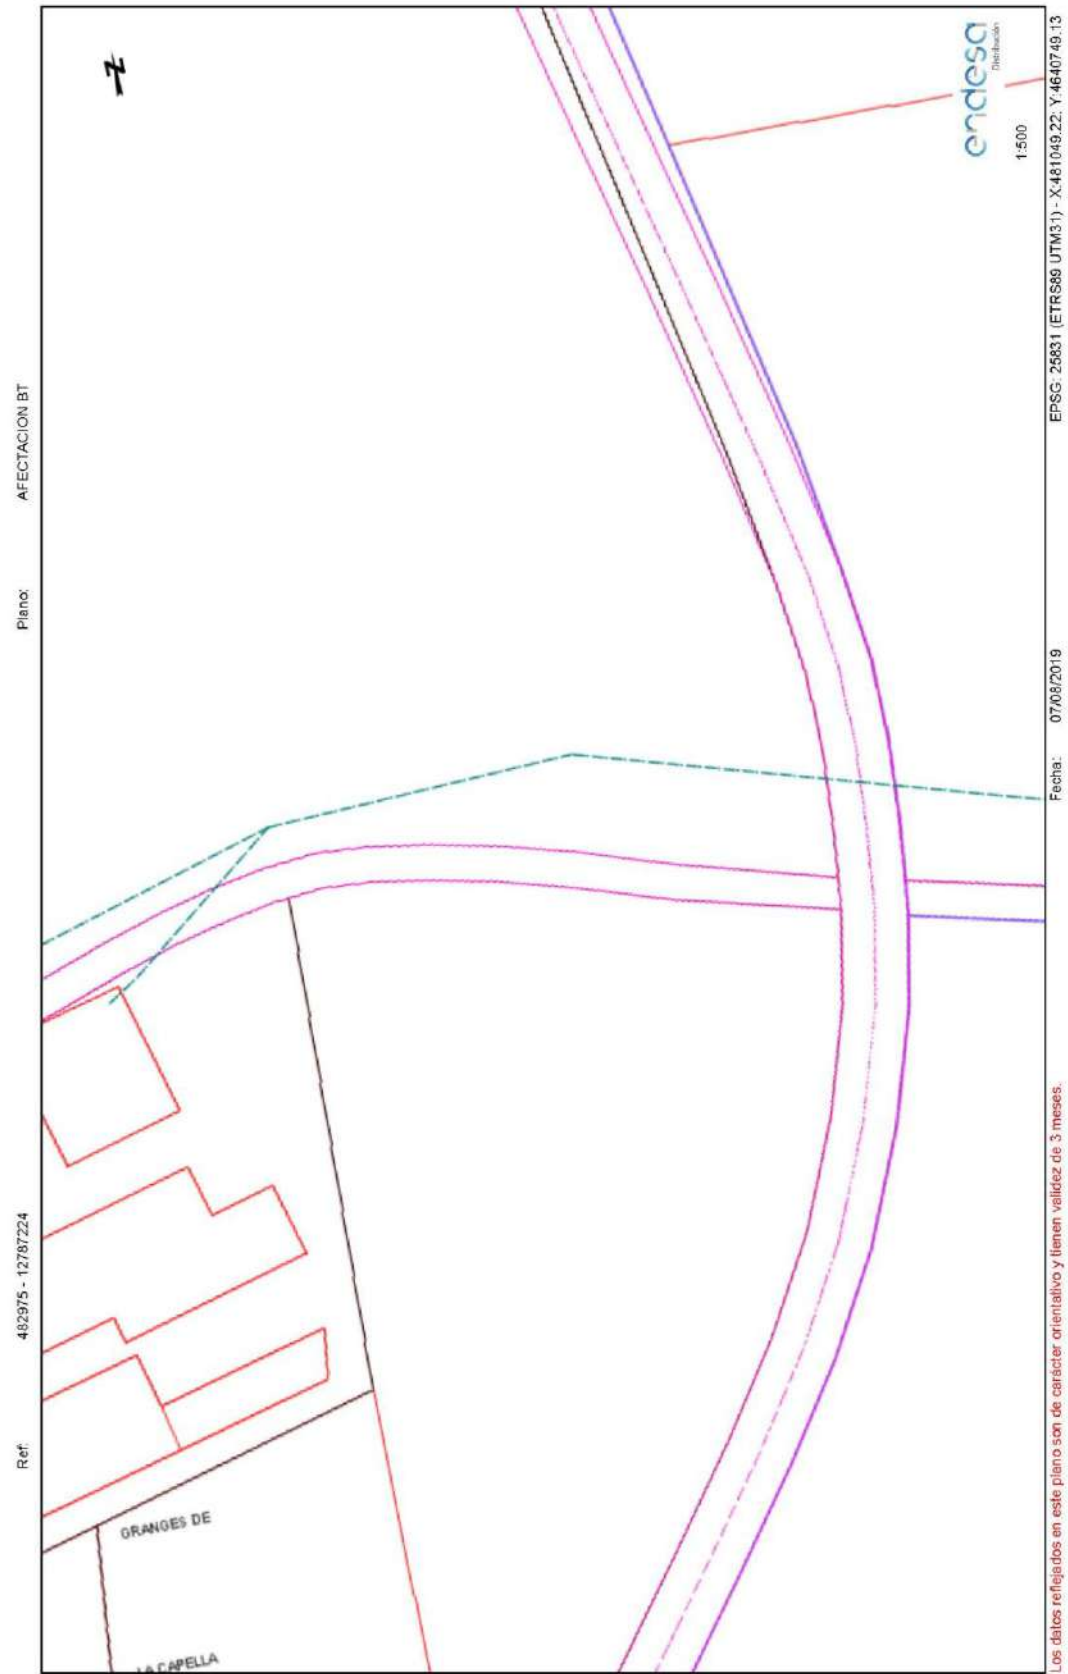 Ref: 482975 - 12787224 Plano: AFECTACION BT
N
endesa
Distribución
1:500
GRANGES DE
LA CAPELLA
Los datos reflejados en este plano son de carácter orientativo y tienen validez de 3 meses. Fecha: 07/08/2019 EPSG: 25831 (ETRS89 UTM31) - X:481049.22; Y:4640749.13